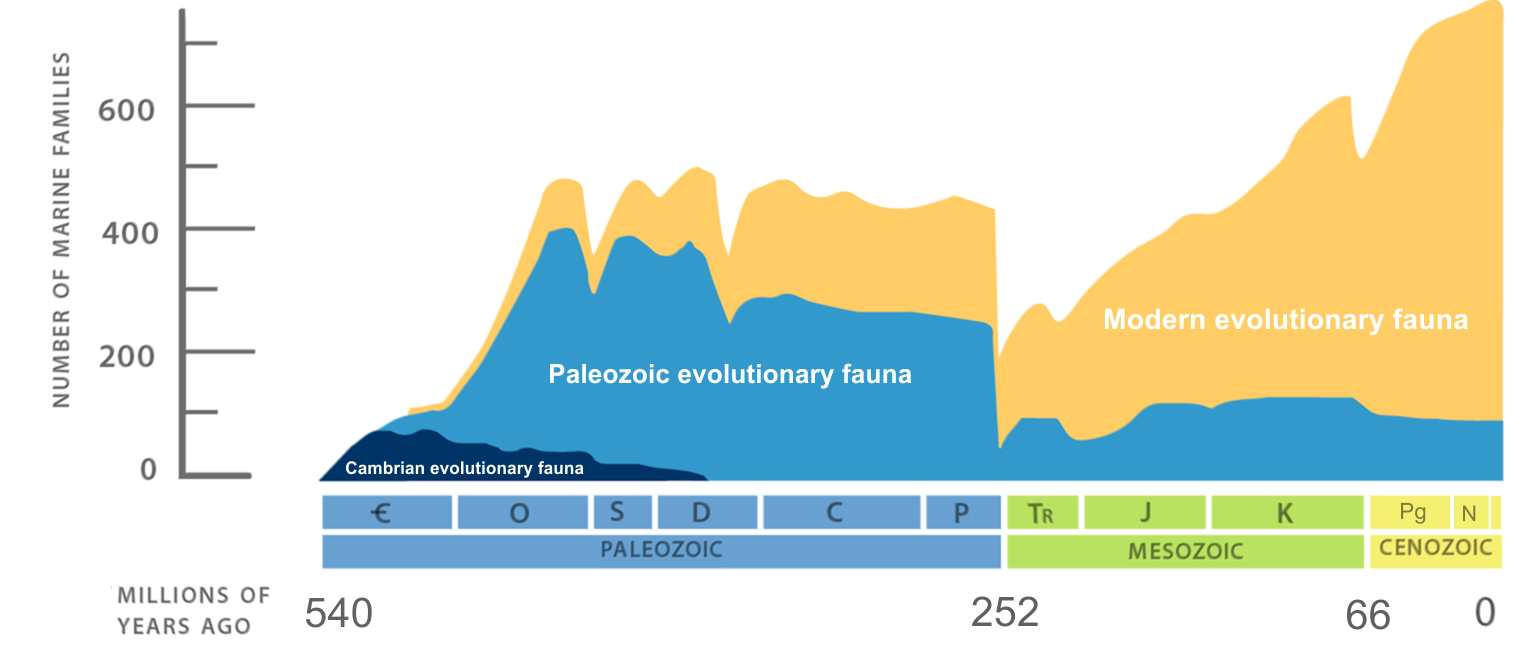 NUMBER OF MARINE FAMILIES
600
400
200
0
Modern evolutionary fauna
Paleozoic evolutionary fauna
Cambrian evolutionary fauna
Ꞓ O S D C P TR J K Pg N
PALEOZOIC MESOZOIC CENOZOIC
MILLIONS OF
YEARS AGO
540 252 66 0